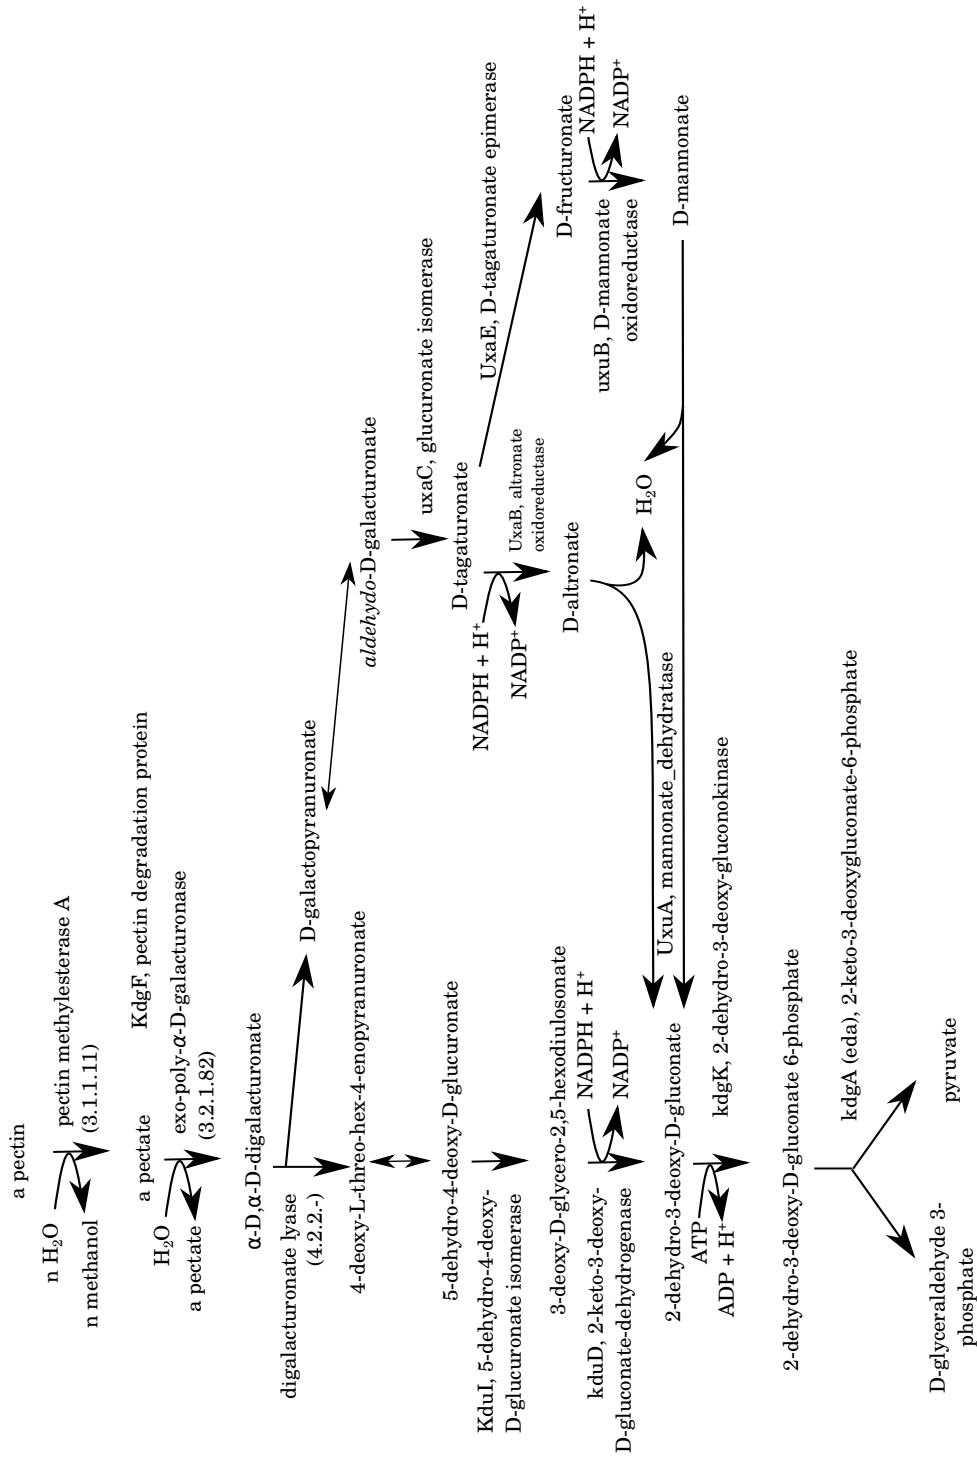 a pectin
n H₂O
n methanol
pectin methylesterase A
(3.1.1.11)
a pectate
KdgF, pectin degradation protein
H₂O
a pectate
exo-poly-α-D-galacturonase
(3.2.1.82)
α-D,α-D-digalacturonate
digalacturonate lyase
(4.2.2.-)
D-galactopyranuronate
4-deoxy-L-threo-hex-4-enopyranuronate
aldehydo-D-galacturonate
uxaC, glucuronate isomerase
5-dehydro-4-deoxy-D-glucuronate
D-tagaturonate
KduI, 5-dehydro-4-deoxy-
D-glucuronate isomerase
NADPH + H⁺
NADP⁺
UxaB, altronate
oxidoreductase
UxaE, D-tagaturonate epimerase
3-deoxy-D-glycero-2,5-hexodiulosonate
D-altronate
D-fructuronate
kduD, 2-keto-3-deoxy-
D-gluconate-dehydrogenase
NADPH + H⁺
NADP⁺
uxuB, D-mannonate
oxidoreductase
NADPH + H⁺
NADP⁺
H₂O
UxuA, mannonate_dehydratase
D-mannonate
2-dehydro-3-deoxy-D-gluconate
ATP
ADP + H⁺
kdgK, 2-dehydro-3-deoxy-gluconokinase
2-dehydro-3-deoxy-D-gluconate 6-phosphate
kdgA (eda), 2-keto-3-deoxygluconate-6-phosphate
D-glyceraldehyde 3-
phosphate
pyruvate